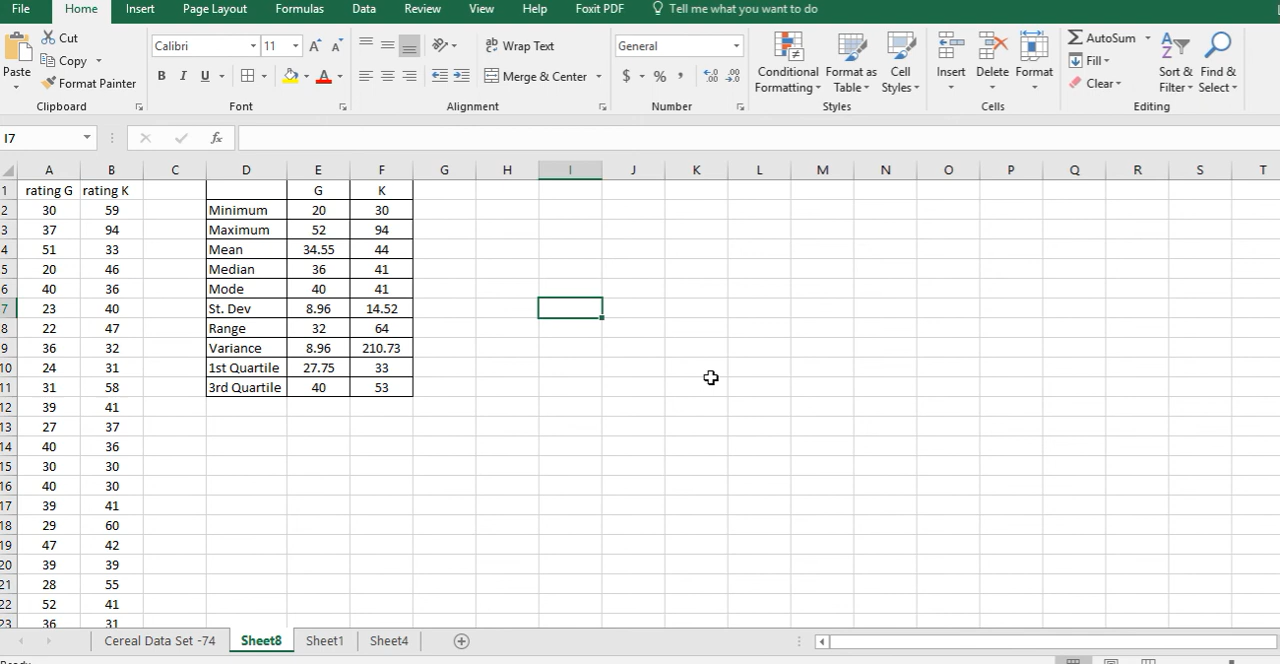 File Home Insert Page Layout Formulas Data Review View Help Foxit PDF Tell me what you want to do
Cut
Copy
Format Painter
Paste
Clipboard
Calibri 11
B I U A
Font
Wrap Text
Merge & Center
Alignment
General
$ % ,
Number
Conditional Formatting
Format as Table
Cell Styles
Styles
Insert Delete Format
Cells
AutoSum
Fill
Clear
Sort & Filter
Find & Select
Editing
I7 fx
A B C D E F G H I J K L M N O P Q R S T
1 rating G rating K G K
2 30 59 Minimum 20 30
3 37 94 Maximum 52 94
4 51 33 Mean 34.55 44
5 20 46 Median 36 41
6 40 36 Mode 40 41
7 23 40 St. Dev 8.96 14.52
8 22 47 Range 32 64
9 36 32 Variance 8.96 210.73
10 24 31 1st Quartile 27.75 33
11 31 58 3rd Quartile 40 53
12 39 41
13 27 37
14 40 36
15 30 30
16 40 30
17 39 41
18 29 60
19 47 42
20 39 39
21 28 55
22 52 41
23 36 31
Cereal Data Set -74 Sheet8 Sheet1 Sheet4